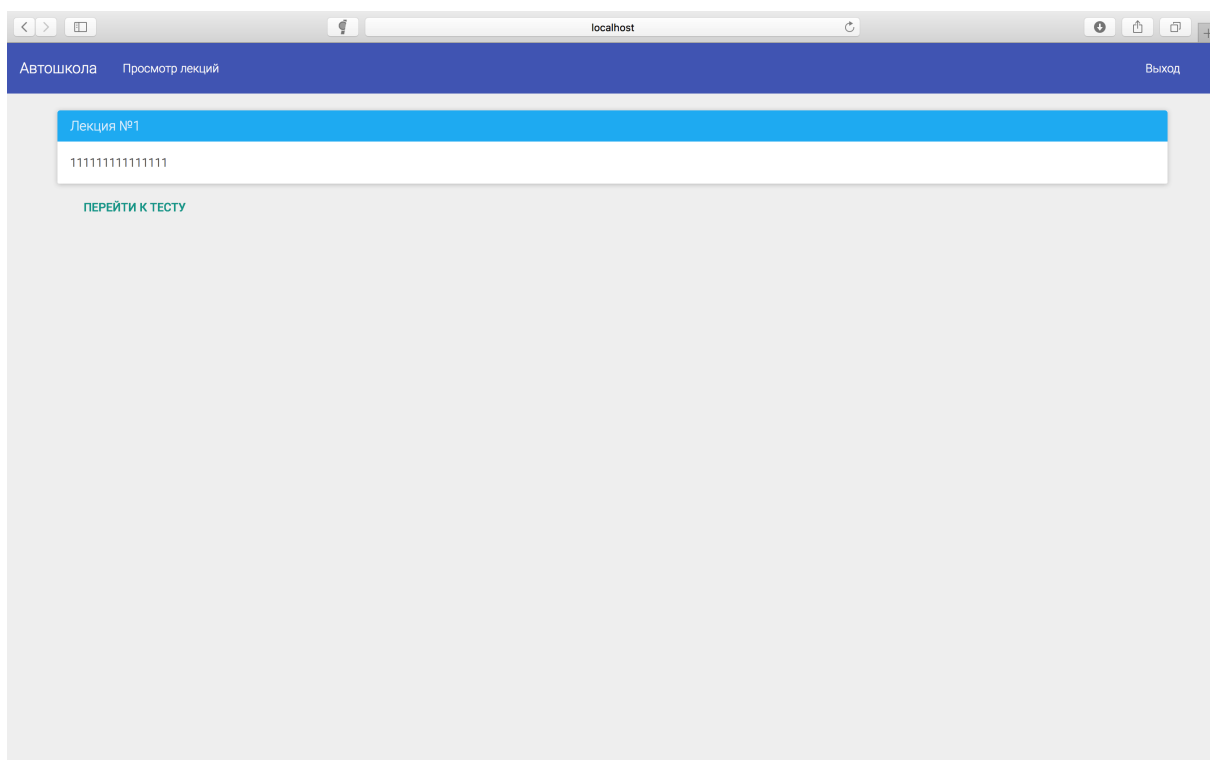 localhost
Автошкола Просмотр лекций Выход
Лекция №1
111111111111111
ПЕРЕЙТИ К ТЕСТУ